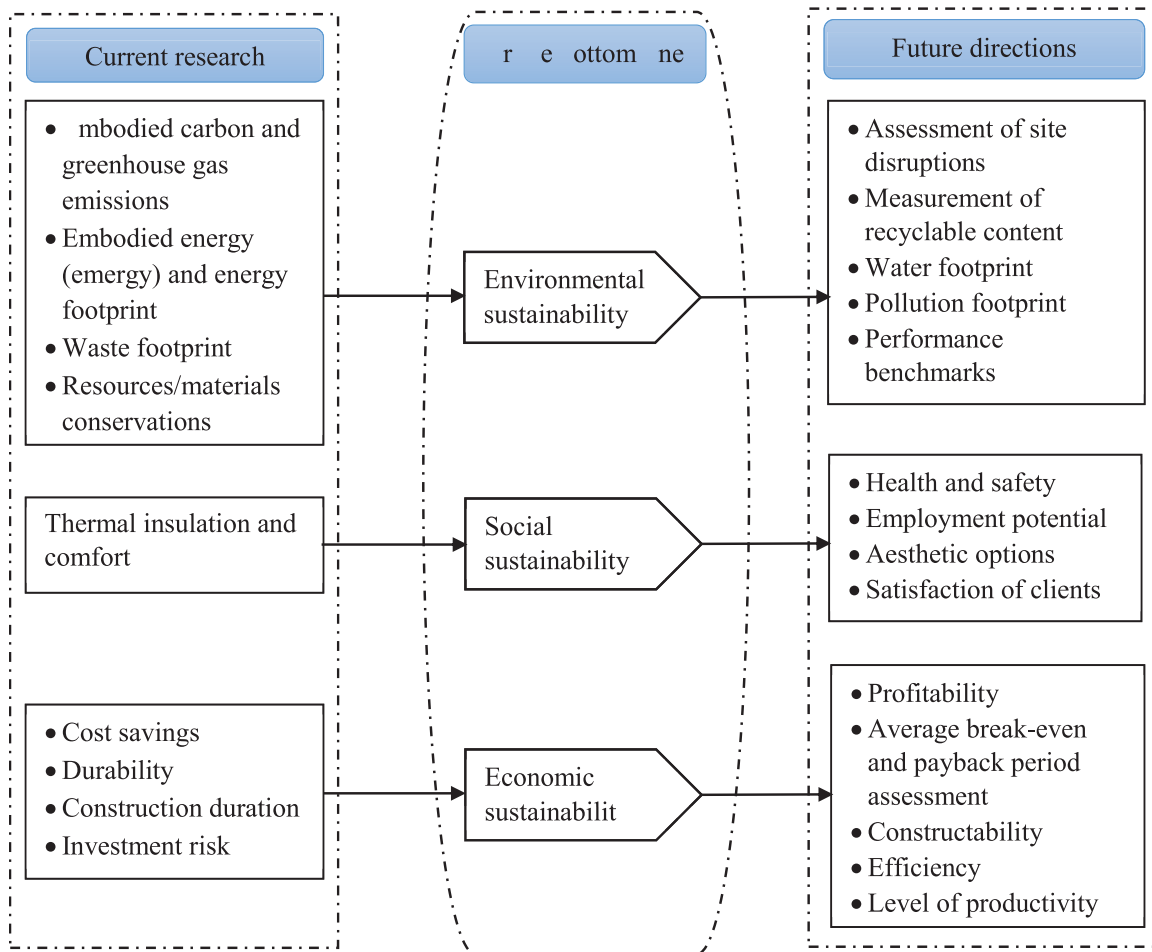 Current research
• mbodied carbon and
greenhouse gas
emissions
• Embodied energy
(emergy) and energy
footprint
• Waste footprint
• Resources/materials
conservations
Thermal insulation and
comfort
• Cost savings
• Durability
• Construction duration
• Investment risk
r e ottom ne
Environmental
sustainability
Social
sustainability
Economic
sustainabilit
Future directions
• Assessment of site
disruptions
• Measurement of
recyclable content
• Water footprint
• Pollution footprint
• Performance
benchmarks
• Health and safety
• Employment potential
• Aesthetic options
• Satisfaction of clients
• Profitability
• Average break-even
and payback period
assessment
• Constructability
• Efficiency
• Level of productivity